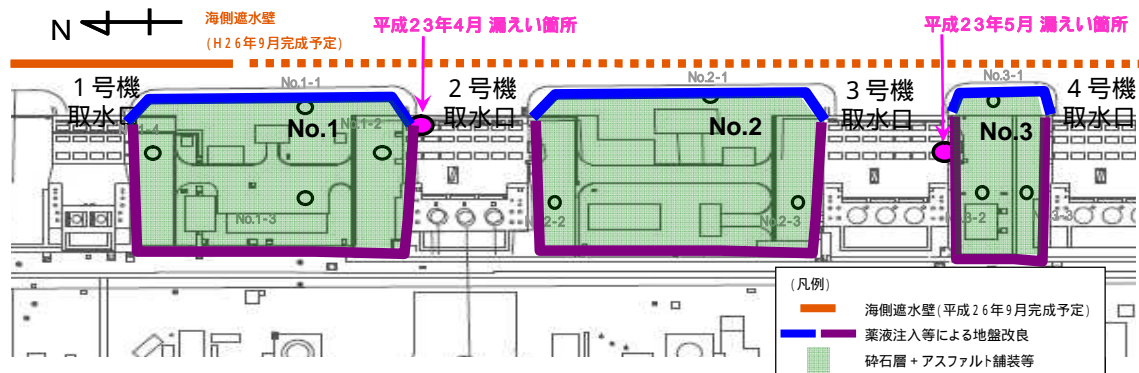 N
海側遮水壁
(H26年9月完成予定)
平成23年4月 漏えい箇所
平成23年5月 漏えい箇所
No.1-1
No.2-1
No.3-1
1号機
取水口
2号機
取水口
3号機
取水口
4号機
取水口
No.1-4
No.1
No.1-2
No.2
No.3
No.1-3
No.2-2
No.2-3
No.3-2
No.3-3
(凡例)
海側遮水壁(平成26年9月完成予定)
薬液注入等による地盤改良
砕石層+アスファルト舗装等